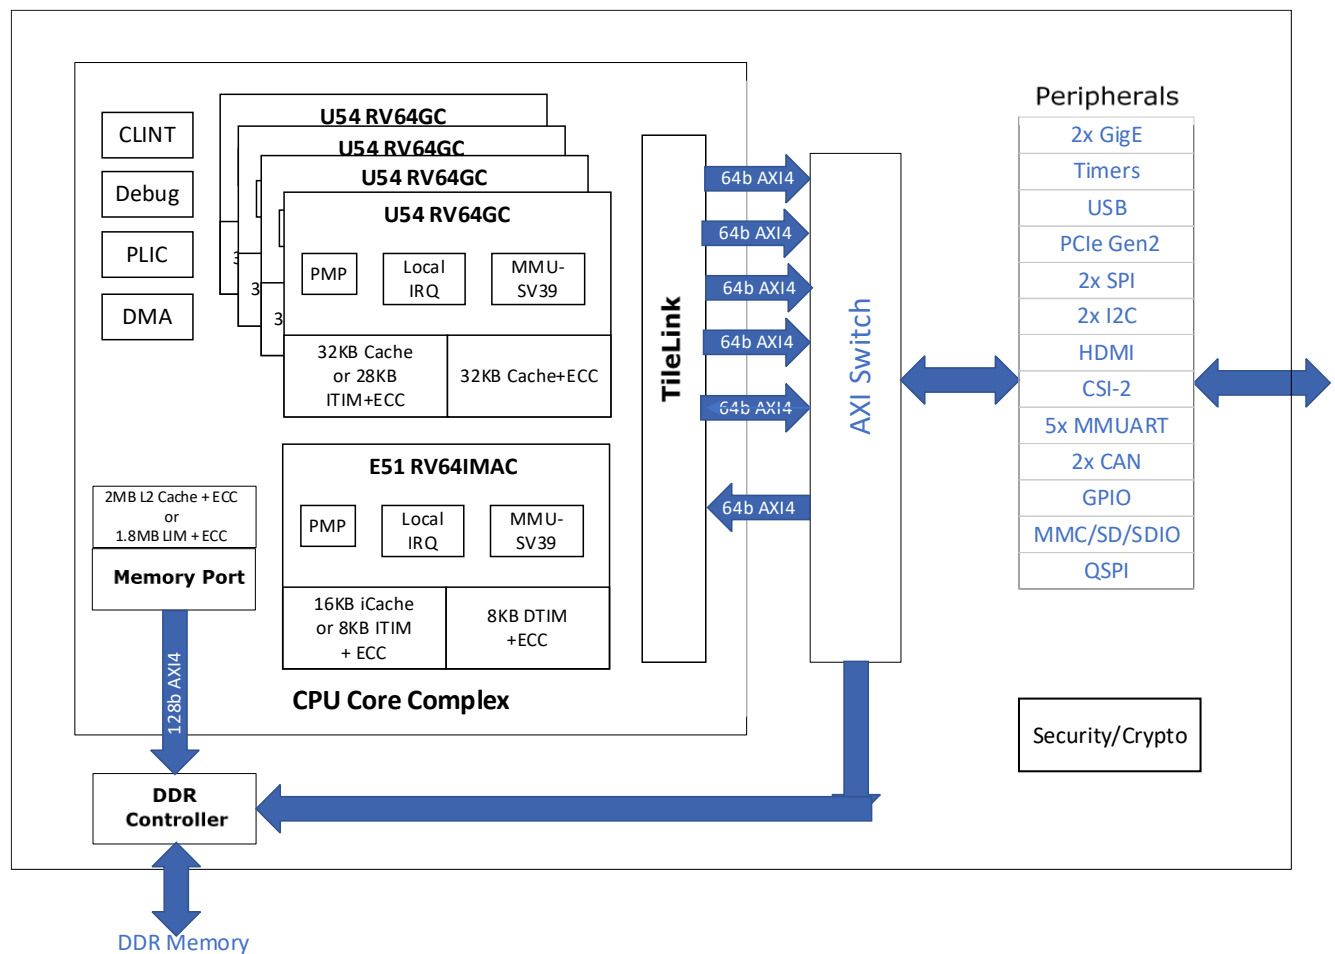 CLINT
Debug
PLIC
DMA
U54 RV64GC
U54 RV64GC
U54 RV64GC
U54 RV64GC
3
3
3
PMP
Local
IRQ
MMU-
SV39
32KB Cache
or 28KB
ITIM+ECC
32KB Cache+ECC
E51 RV64IMAC
PMP
Local
IRQ
MMU-
SV39
16KB iCache
or 8KB ITIM
+ ECC
8KB DTIM
+ECC
CPU Core Complex
2MB L2 Cache + ECC
or
1.8MB LIM + ECC
Memory Port
128b AXI4
DDR
Controller
DDR Memory
TileLink
64b AXI4
64b AXI4
64b AXI4
64b AXI4
64b AXI4
64b AXI4
AXI Switch
Peripherals
2x GigE
Timers
USB
PCIe Gen2
2x SPI
2x I2C
HDMI
CSI-2
5x MMUART
2x CAN
GPIO
MMC/SD/SDIO
QSPI
Security/Crypto